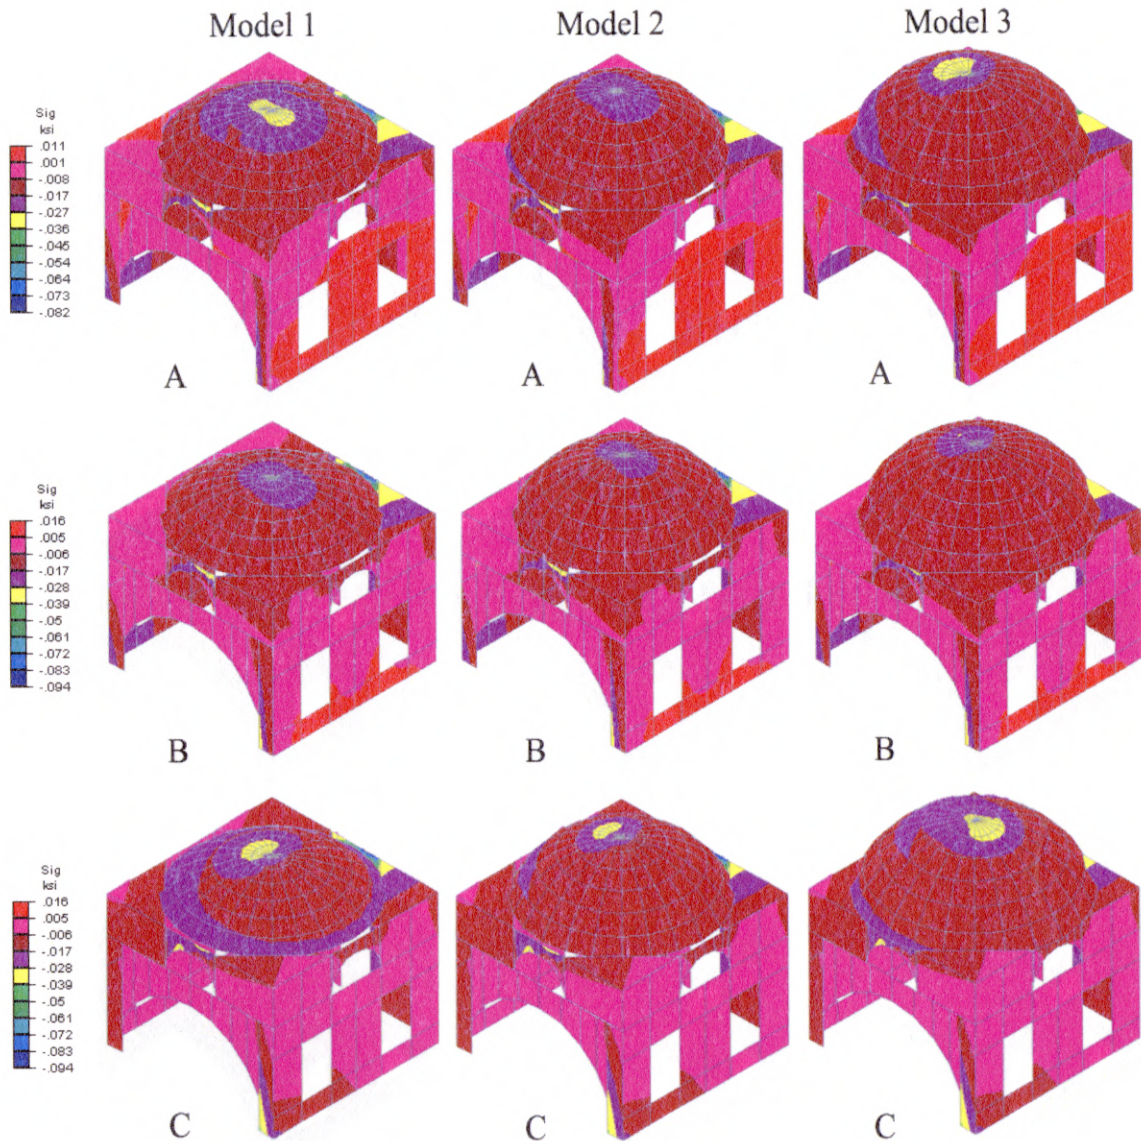 Model 1
Model 2
Model 3
Sig
ksi
.011
.001
-.008
-.017
-.027
-.036
-.045
-.054
-.064
-.073
-.082
A
A
A
Sig
ksi
.016
.005
-.006
-.017
-.028
-.039
-.05
-.061
-.072
-.083
-.094
B
B
B
Sig
ksi
.016
.005
-.006
-.017
-.028
-.039
-.05
-.061
-.072
-.083
-.094
C
C
C